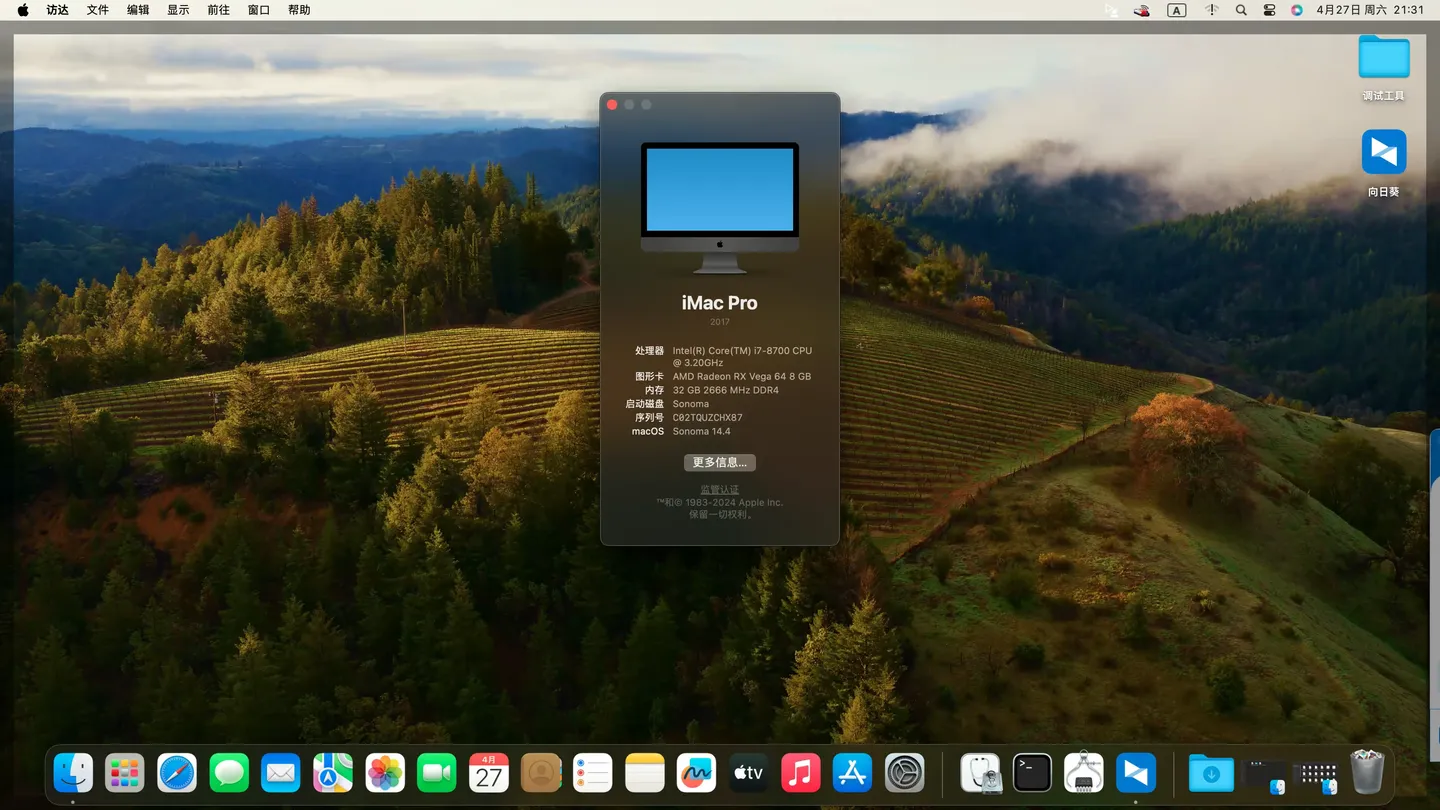 访达 文件 编辑 显示 前往 窗口 帮助
A
4月27日 周六 21:31
调试工具
向日葵
iMac Pro
2017
处理器 Intel(R) Core(TM) i7-8700 CPU
@ 3.20GHz
图形卡 AMD Radeon RX Vega 64 8 GB
内存 32 GB 2666 MHz DDR4
启动磁盘 Sonoma
序列号 C02TQUZCHX87
macOS Sonoma 14.4
更多信息...
监管认证
™和© 1983-2024 Apple Inc.
保留一切权利。
4月
27
tv
>_